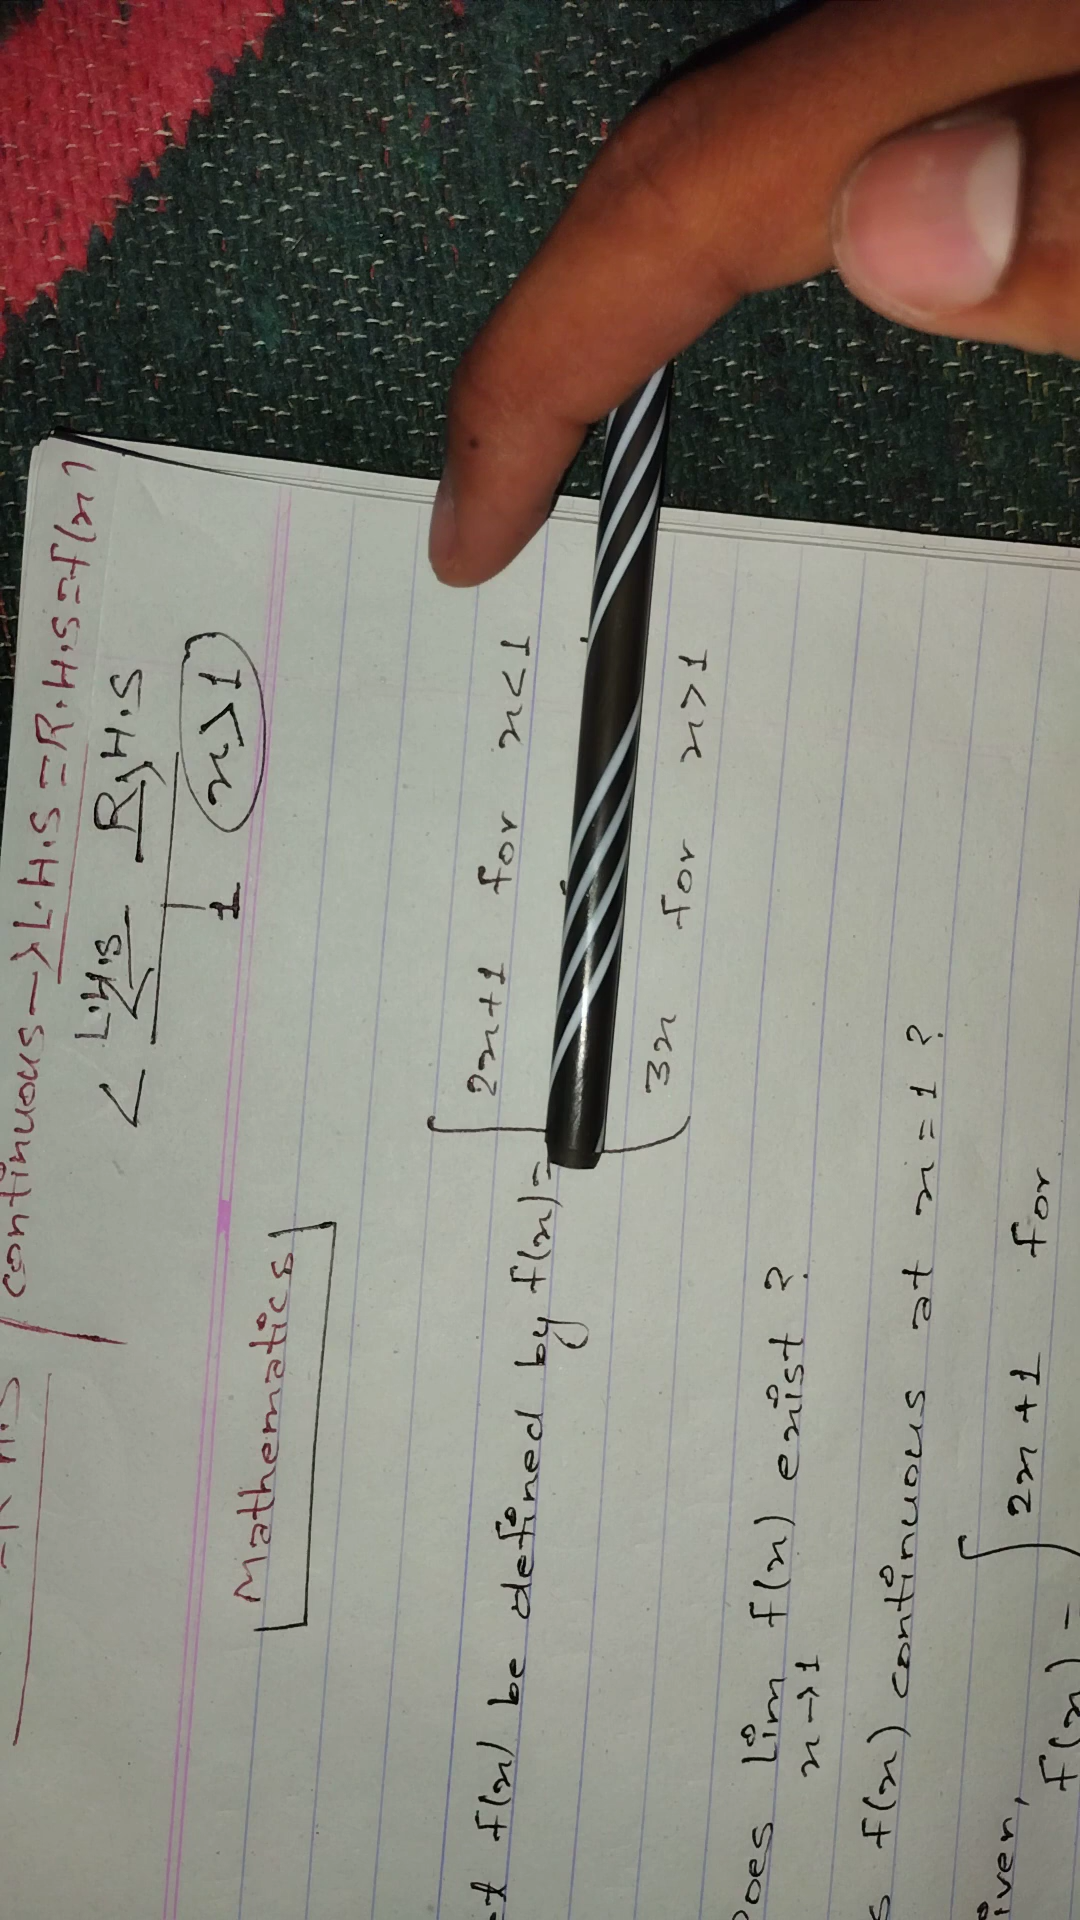 continuous → L.H.S = R.H.S = f(x)
< L.H.S R.H.S
1 x>1
Mathematics
f(x) be defined by f(x) =
2x+1 for x<1
3x for x>1
Does lim f(x) exist ?
x→1
f(x) continuous at x = 1 ?
f(x) = 2x+1 for